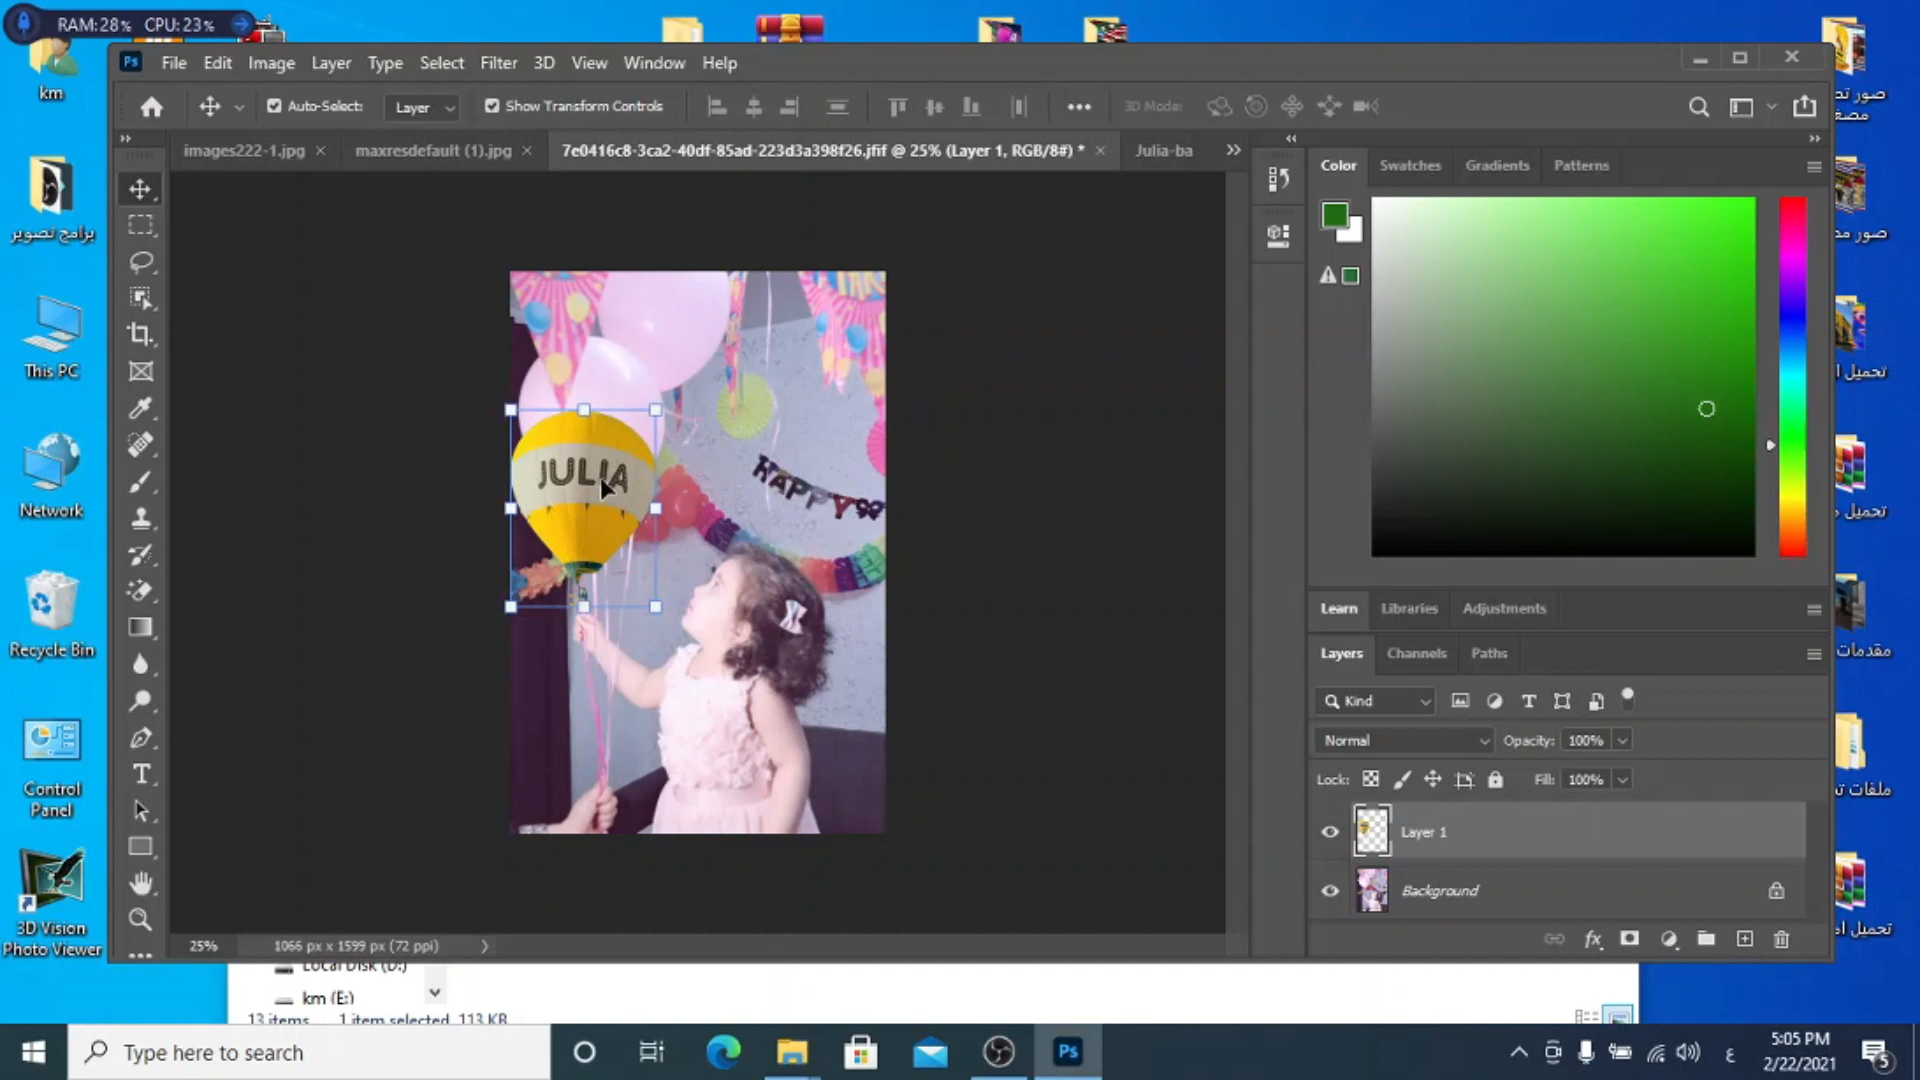 RAM:28% CPU:23%
File Edit Image Layer Type Select Filter 3D View Window Help
Auto-Select: Layer Show Transform Controls 3D Mode:
images222-1.jpg × maxresdefault (1).jpg × 7e0416c8-3ca2-40df-85ad-223d3a398f26.jfif @ 25% (Layer 1, RGB/8#) * × Julia-ba
Color Swatches Gradients Patterns
JULIA
HAPPY
Learn Libraries Adjustments
Layers Channels Paths
Kind
Normal Opacity: 100%
Lock: Fill: 100%
Layer 1
Background
25% 1066 px x 1599 px (72 ppi)
km
برامج تصوير
This PC
Network
Recycle Bin
Control
Panel
3D Vision
Photo Viewer
صور
صور
تحميل
تحميل
مقدمات
ملفات
تحميل
Local Disk (D:)
km (E:)
13 items 1 item selected 113 KB
Type here to search
Ps
ع
5:05 PM
2/22/2021
5